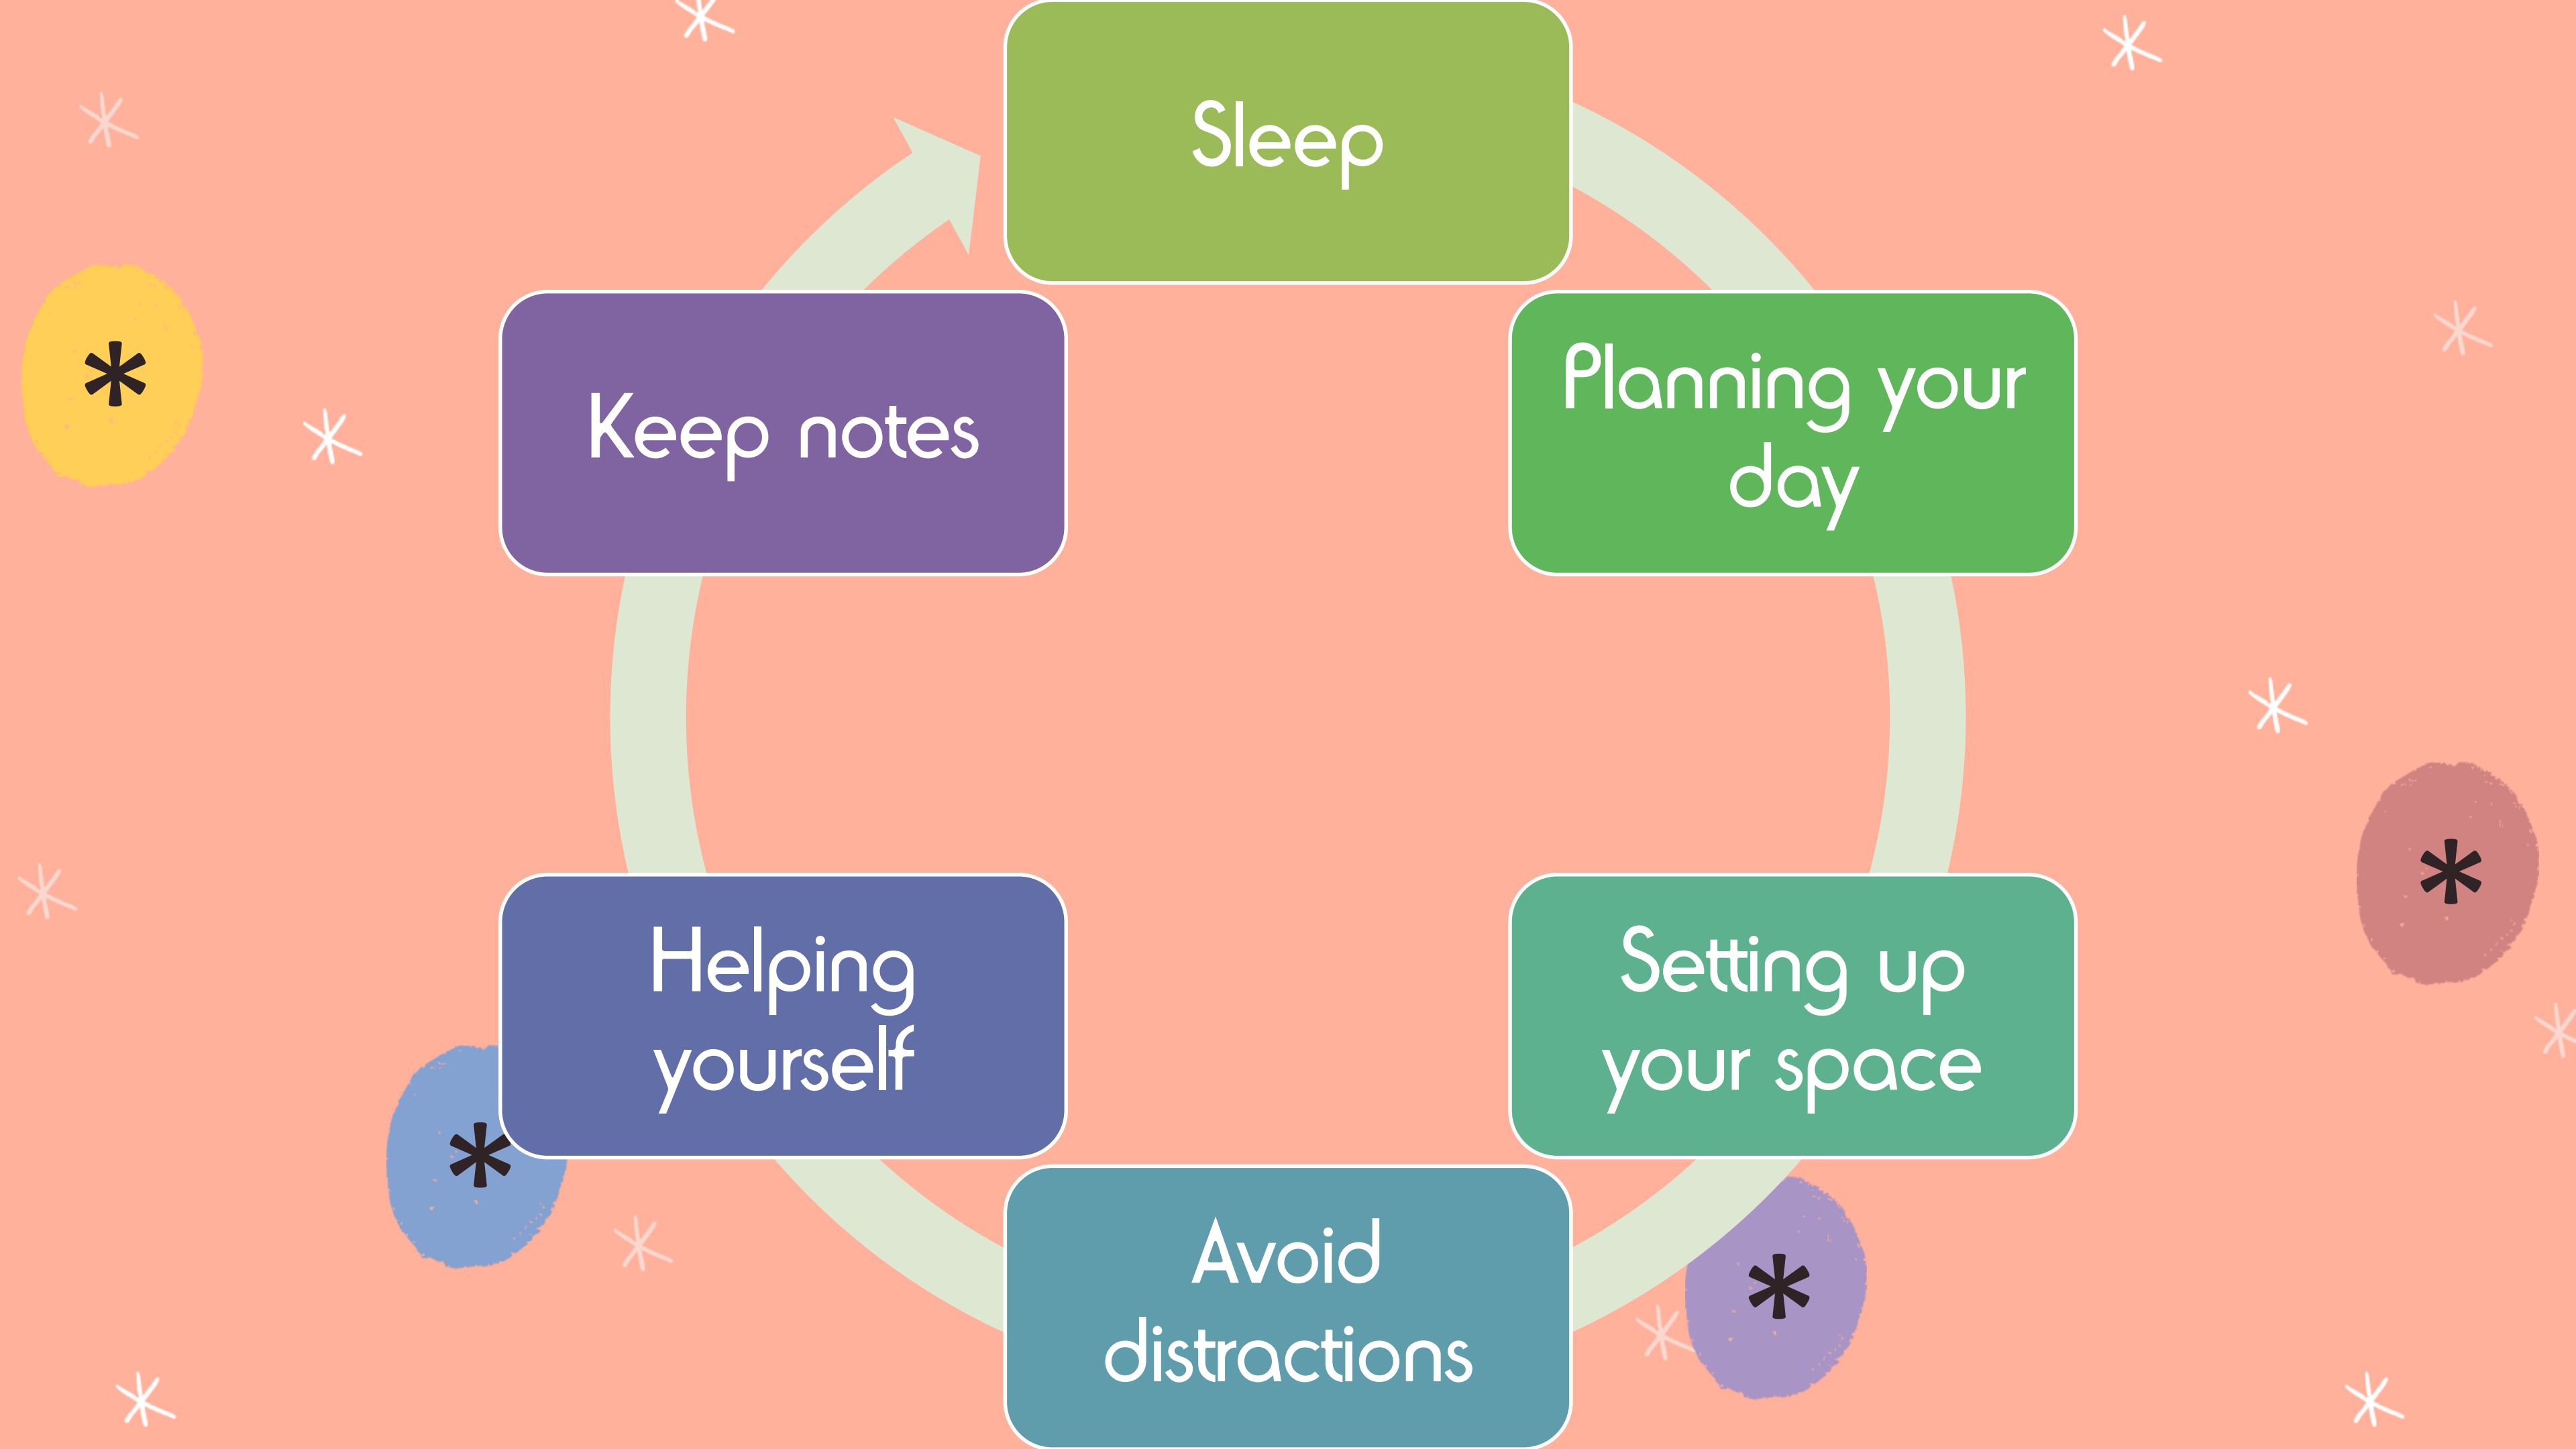 Sleep
Planning your
day
Setting up
your space
Avoid
distractions
Helping
yourself
Keep notes
*
*
*
*